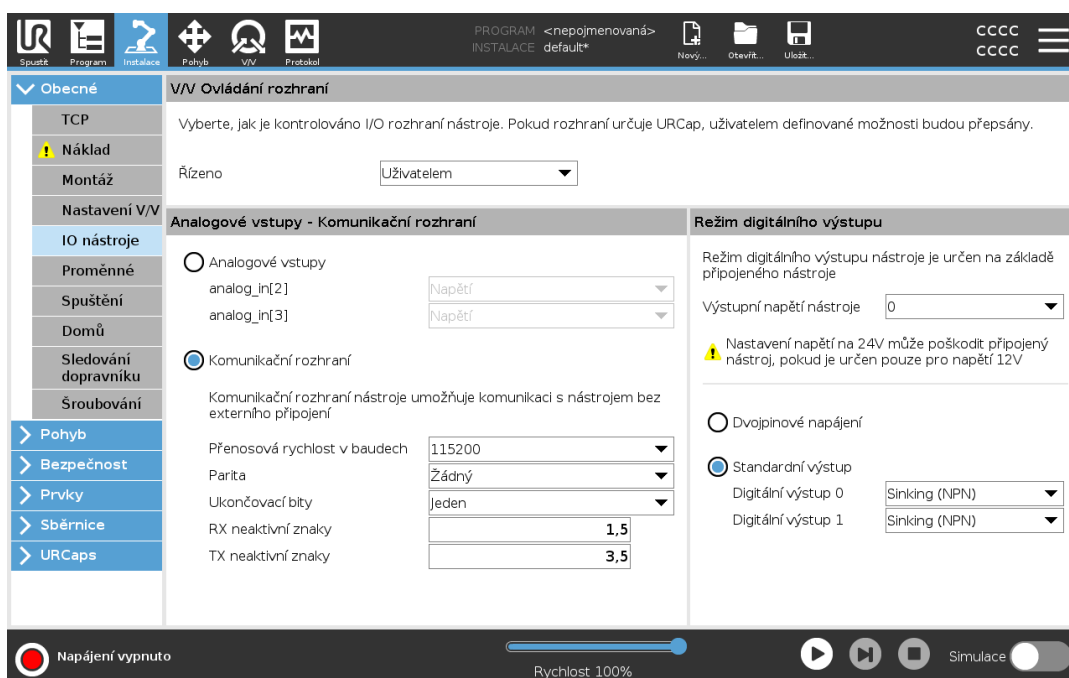 UR
Spustit
Program
Instalace
Pohyb
V/V
Protokol
PROGRAM <nepojmenovaná>
INSTALACE default*
Nový...
Otevřít...
Uložit...
CCCC
CCCC
Obecné
TCP
Náklad
Montáž
Nastavení V/V
IO nástroje
Proměnné
Spuštění
Domů
Sledování
dopravníku
Šroubování
Pohyb
Bezpečnost
Prvky
Sběrnice
URCaps
V/V Ovládání rozhraní
Vyberte, jak je kontrolováno I/O rozhraní nástroje. Pokud rozhraní určuje URCap, uživatelem definované možnosti budou přepsány.
Řízeno Uživatelem
Analogové vstupy - Komunikační rozhraní
Analogové vstupy
analog_in[2] Napětí
analog_in[3] Napětí
Komunikační rozhraní
Komunikační rozhraní nástroje umožňuje komunikaci s nástrojem bez
externího připojení
Přenosová rychlost v baudech 115200
Parita Žádný
Ukončovací bity Jeden
RX neaktivní znaky 1,5
TX neaktivní znaky 3,5
Režim digitálního výstupu
Režim digitálního výstupu nástroje je určen na základě
připojeného nástroje
Výstupní napětí nástroje 0
Nastavení napětí na 24V může poškodit připojený
nástroj, pokud je určen pouze pro napětí 12V
Dvojpinové napájení
Standardní výstup
Digitální výstup 0 Sinking (NPN)
Digitální výstup 1 Sinking (NPN)
Napájení vypnuto
Rychlost 100%
Simulace